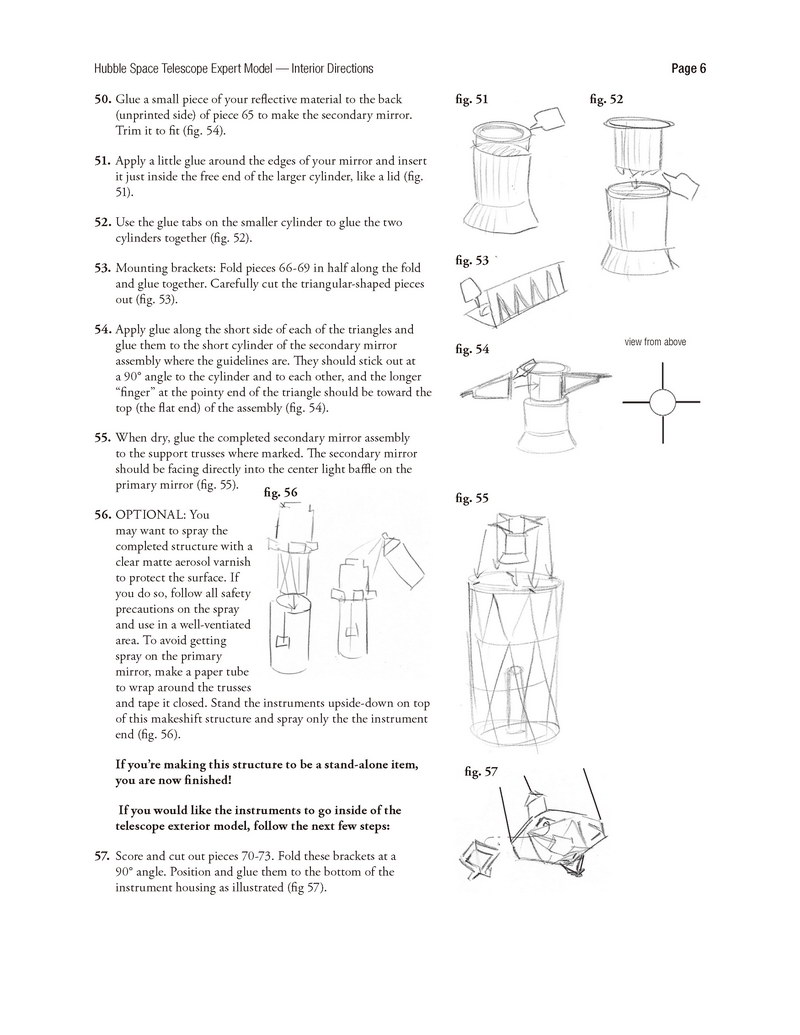 Hubble Space Telescope Expert Model — Interior Directions
Page 6
50. Glue a small piece of your reflective material to the back
(unprinted side) of piece 65 to make the secondary mirror.
Trim it to fit (fig. 54).
51. Apply a little glue around the edges of your mirror and insert
it just inside the free end of the larger cylinder, like a lid (fig.
51).
52. Use the glue tabs on the smaller cylinder to glue the two
cylinders together (fig. 52).
53. Mounting brackets: Fold pieces 66-69 in half along the fold
and glue together. Carefully cut the triangular-shaped pieces
out (fig. 53).
54. Apply glue along the short side of each of the triangles and
glue them to the short cylinder of the secondary mirror
assembly where the guidelines are. They should stick out at
a 90° angle to the cylinder and to each other, and the longer
“finger” at the pointy end of the triangle should be toward the
top (the flat end) of the assembly (fig. 54).
55. When dry, glue the completed secondary mirror assembly
to the support trusses where marked. The secondary mirror
should be facing directly into the center light baffle on the
primary mirror (fig. 55).
56. OPTIONAL: You
may want to spray the
completed structure with a
clear matte aerosol varnish
to protect the surface. If
you do so, follow all safety
precautions on the spray
and use in a well-ventiated
area. To avoid getting
spray on the primary
mirror, make a paper tube
to wrap around the trusses
and tape it closed. Stand the instruments upside-down on top
of this makeshift structure and spray only the the instrument
end (fig. 56).
If you’re making this structure to be a stand-alone item,
you are now finished!
If you would like the instruments to go inside of the
telescope exterior model, follow the next few steps:
57. Score and cut out pieces 70-73. Fold these brackets at a
90° angle. Position and glue them to the bottom of the
instrument housing as illustrated (fig 57).
fig. 51
fig. 52
fig. 53
fig. 54
view from above
fig. 56
fig. 55
fig. 57